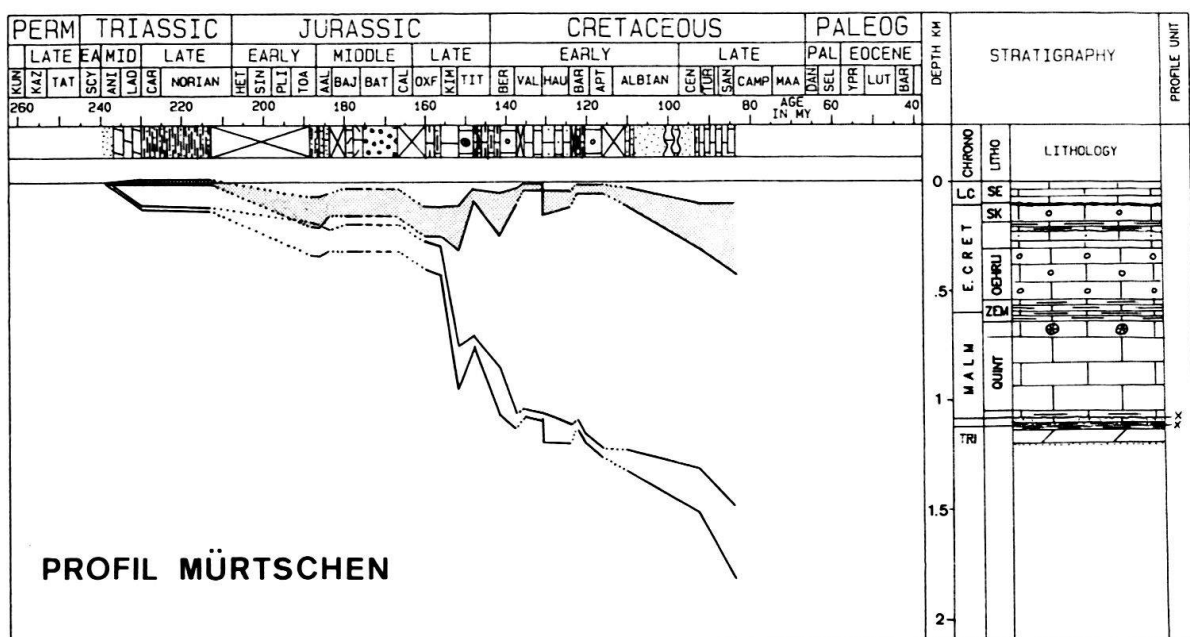 PERM TRIASSIC JURASSIC CRETACEOUS PALEOG
LATE EA MID LATE EARLY MIDDLE LATE EARLY LATE PAL EOCENE
KUN KAZ TAT SCY ANI LAD CAR NORIAN HET SIN PLI TOA AAL BAJ BAT CAL OXF KIM TIT BER VAL HAU BAR APT ALBIAN CEN TUR SAN CAMP MAA DAN SEL YPR LUT BAR
260 240 220 200 180 160 140 120 100 80 AGE IN MY 60 40
DEPTH KM
STRATIGRAPHY
PROFILE UNIT
CHRONO
LITHO
LITHOLOGY
0
.5
1
1.5
2
L.C
E.CRET
MALM
TRI
SE
SK
OEHRLI
ZEM
QUINT
x
x
PROFIL MÜRTSCHEN